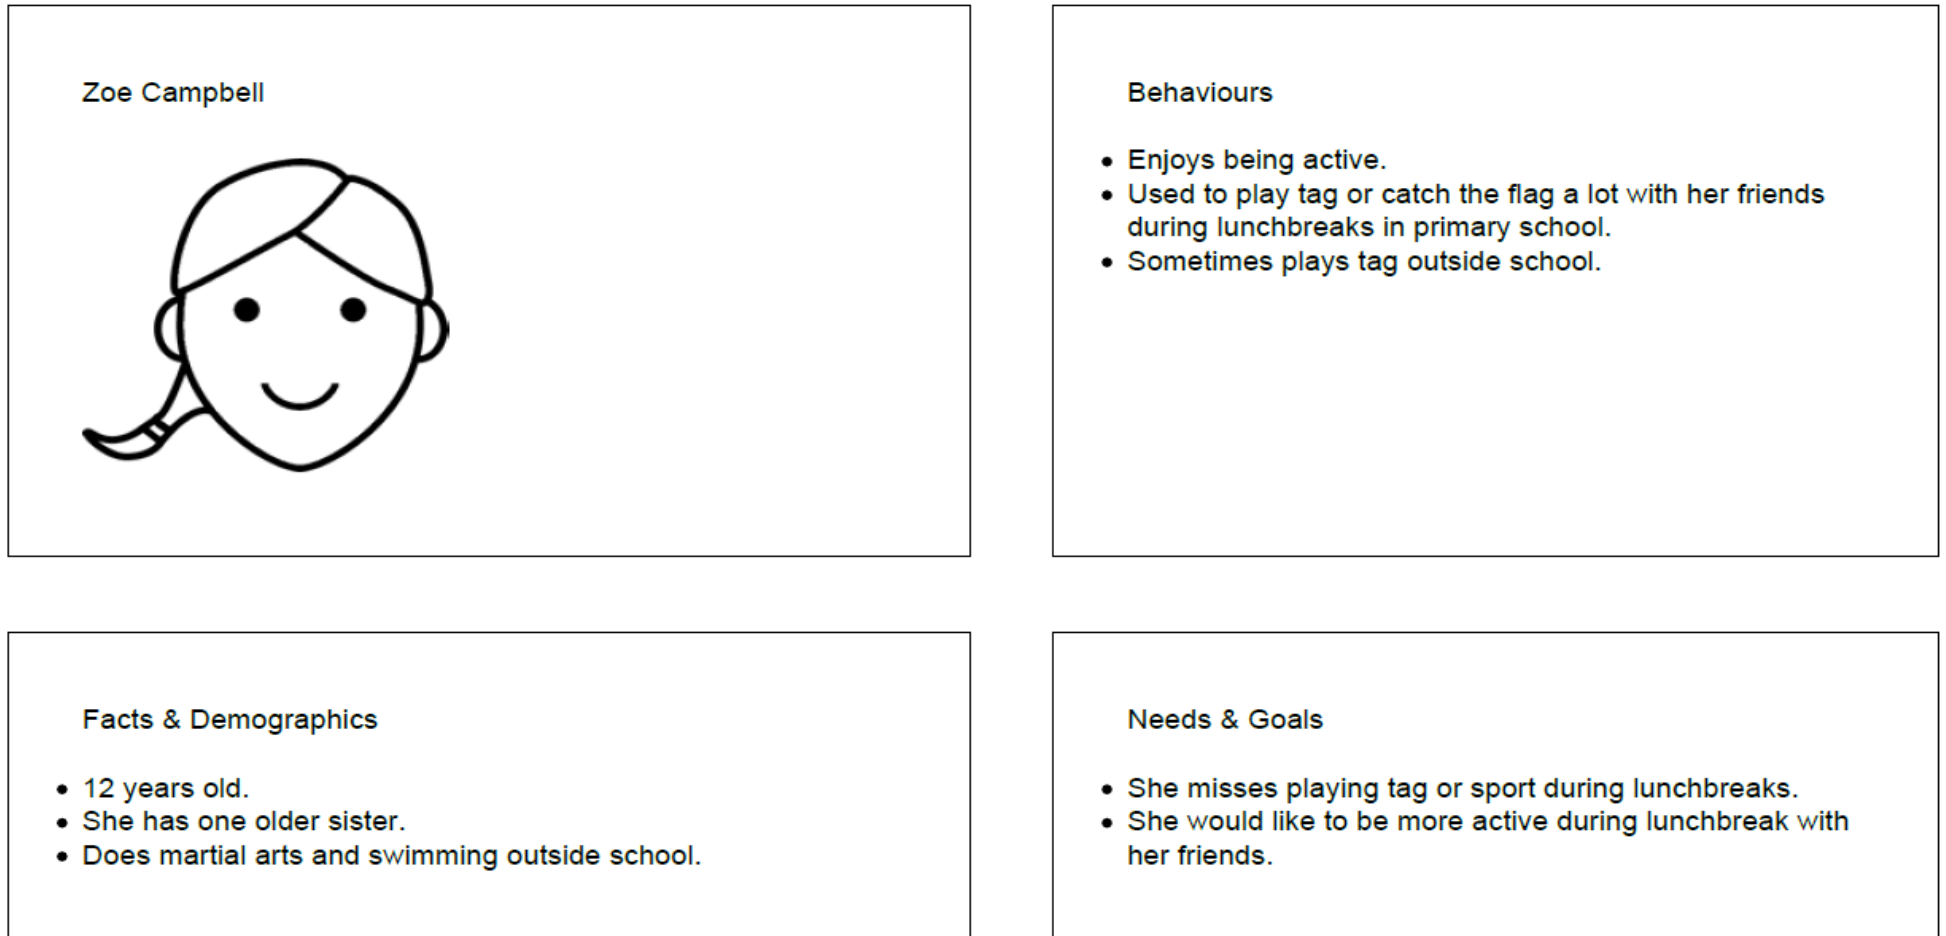 Zoe Campbell
Behaviours
• Enjoys being active.
• Used to play tag or catch the flag a lot with her friends
during lunchbreaks in primary school.
• Sometimes plays tag outside school.
Facts & Demographics
• 12 years old.
• She has one older sister.
• Does martial arts and swimming outside school.
Needs & Goals
• She misses playing tag or sport during lunchbreaks.
• She would like to be more active during lunchbreak with
her friends.